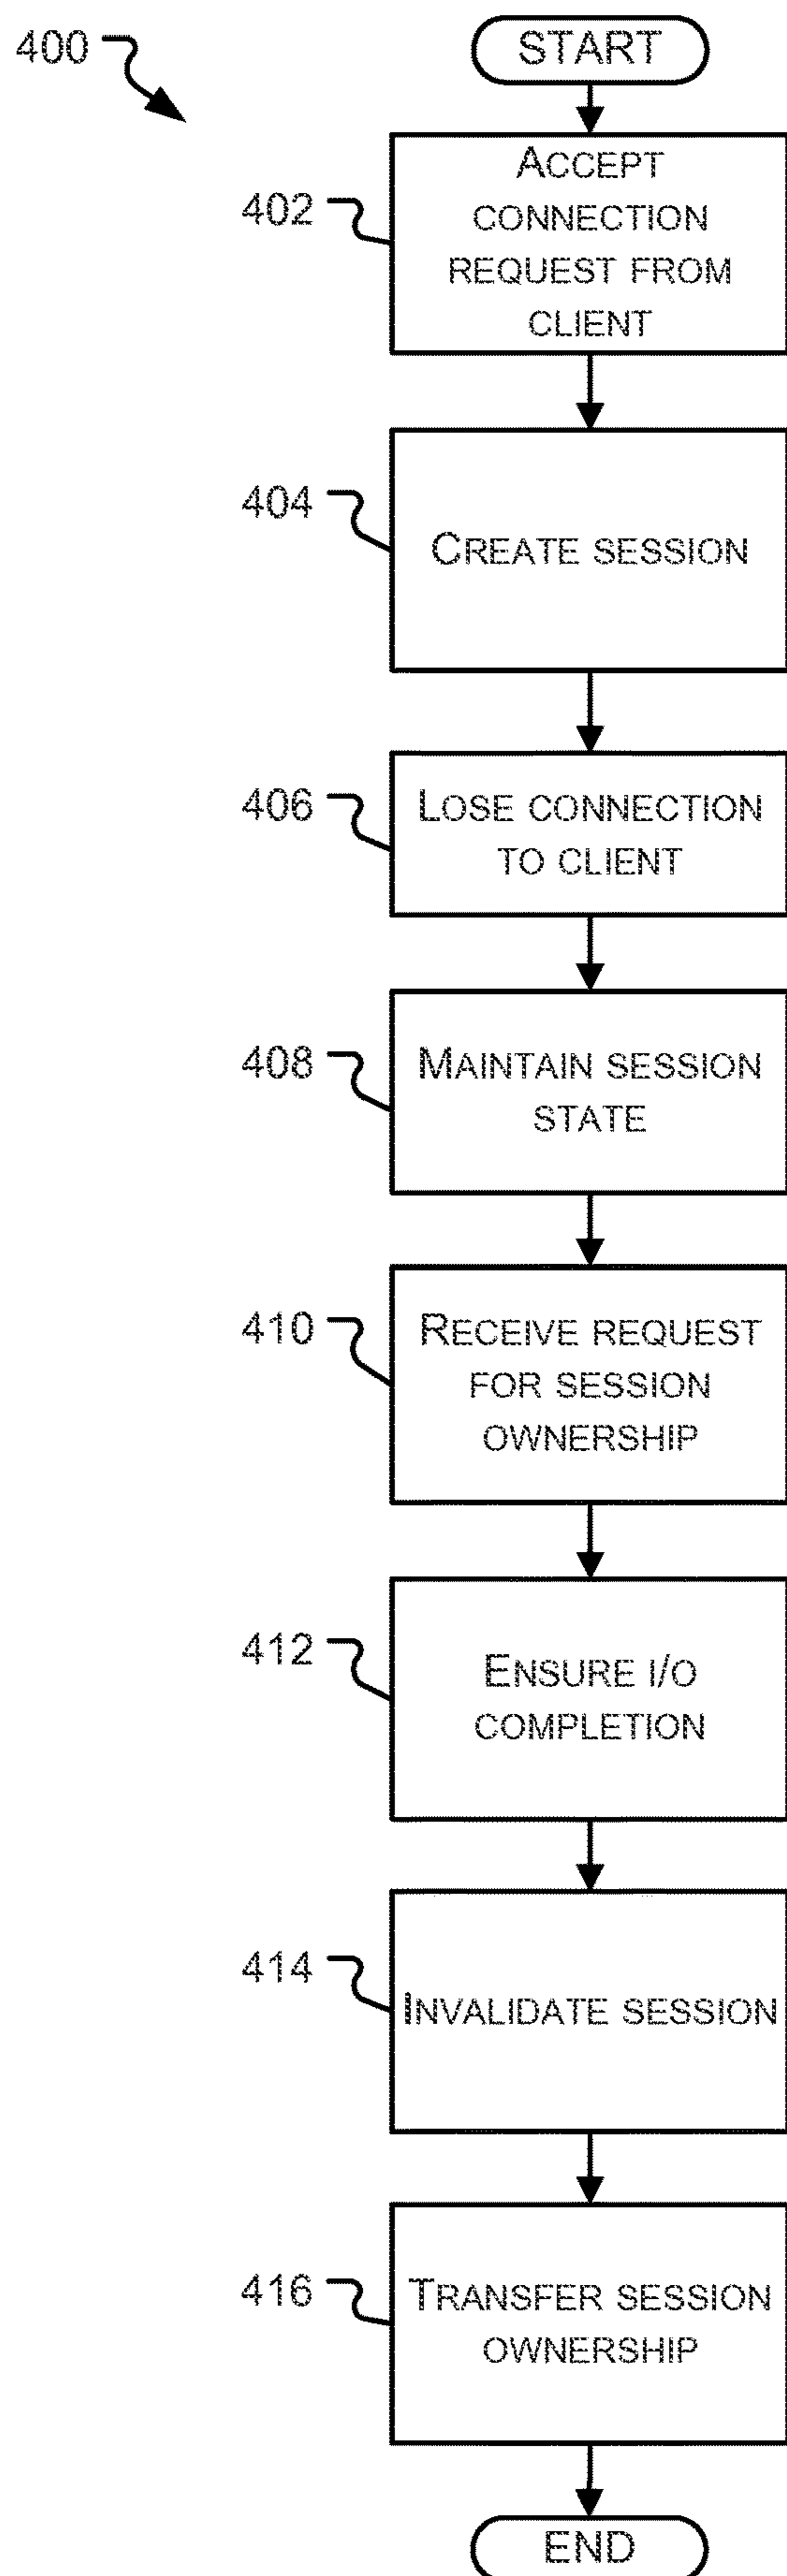 400
START
402
ACCEPT
CONNECTION
REQUEST FROM
CLIENT
404
CREATE SESSION
406
LOSE CONNECTION
TO CLIENT
408
MAINTAIN SESSION
STATE
410
RECEIVE REQUEST
FOR SESSION
OWNERSHIP
412
ENSURE I/O
COMPLETION
414
INVALIDATE SESSION
416
TRANSFER SESSION
OWNERSHIP
END